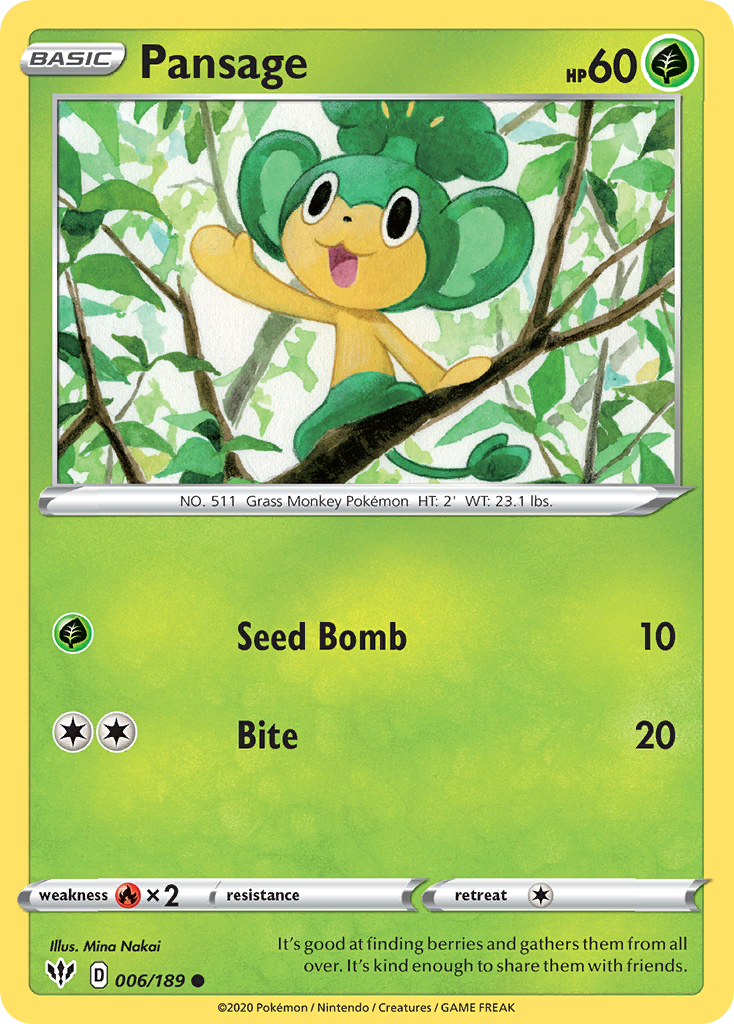 BASIC Pansage HP60
NO. 511 Grass Monkey Pokémon HT: 2' WT: 23.1 lbs.
Seed Bomb 10
Bite 20
weakness ×2 resistance retreat
Illus. Mina Nakai
It's good at finding berries and gathers them from all
over. It's kind enough to share them with friends.
D 006/189
©2020 Pokémon / Nintendo / Creatures / GAME FREAK